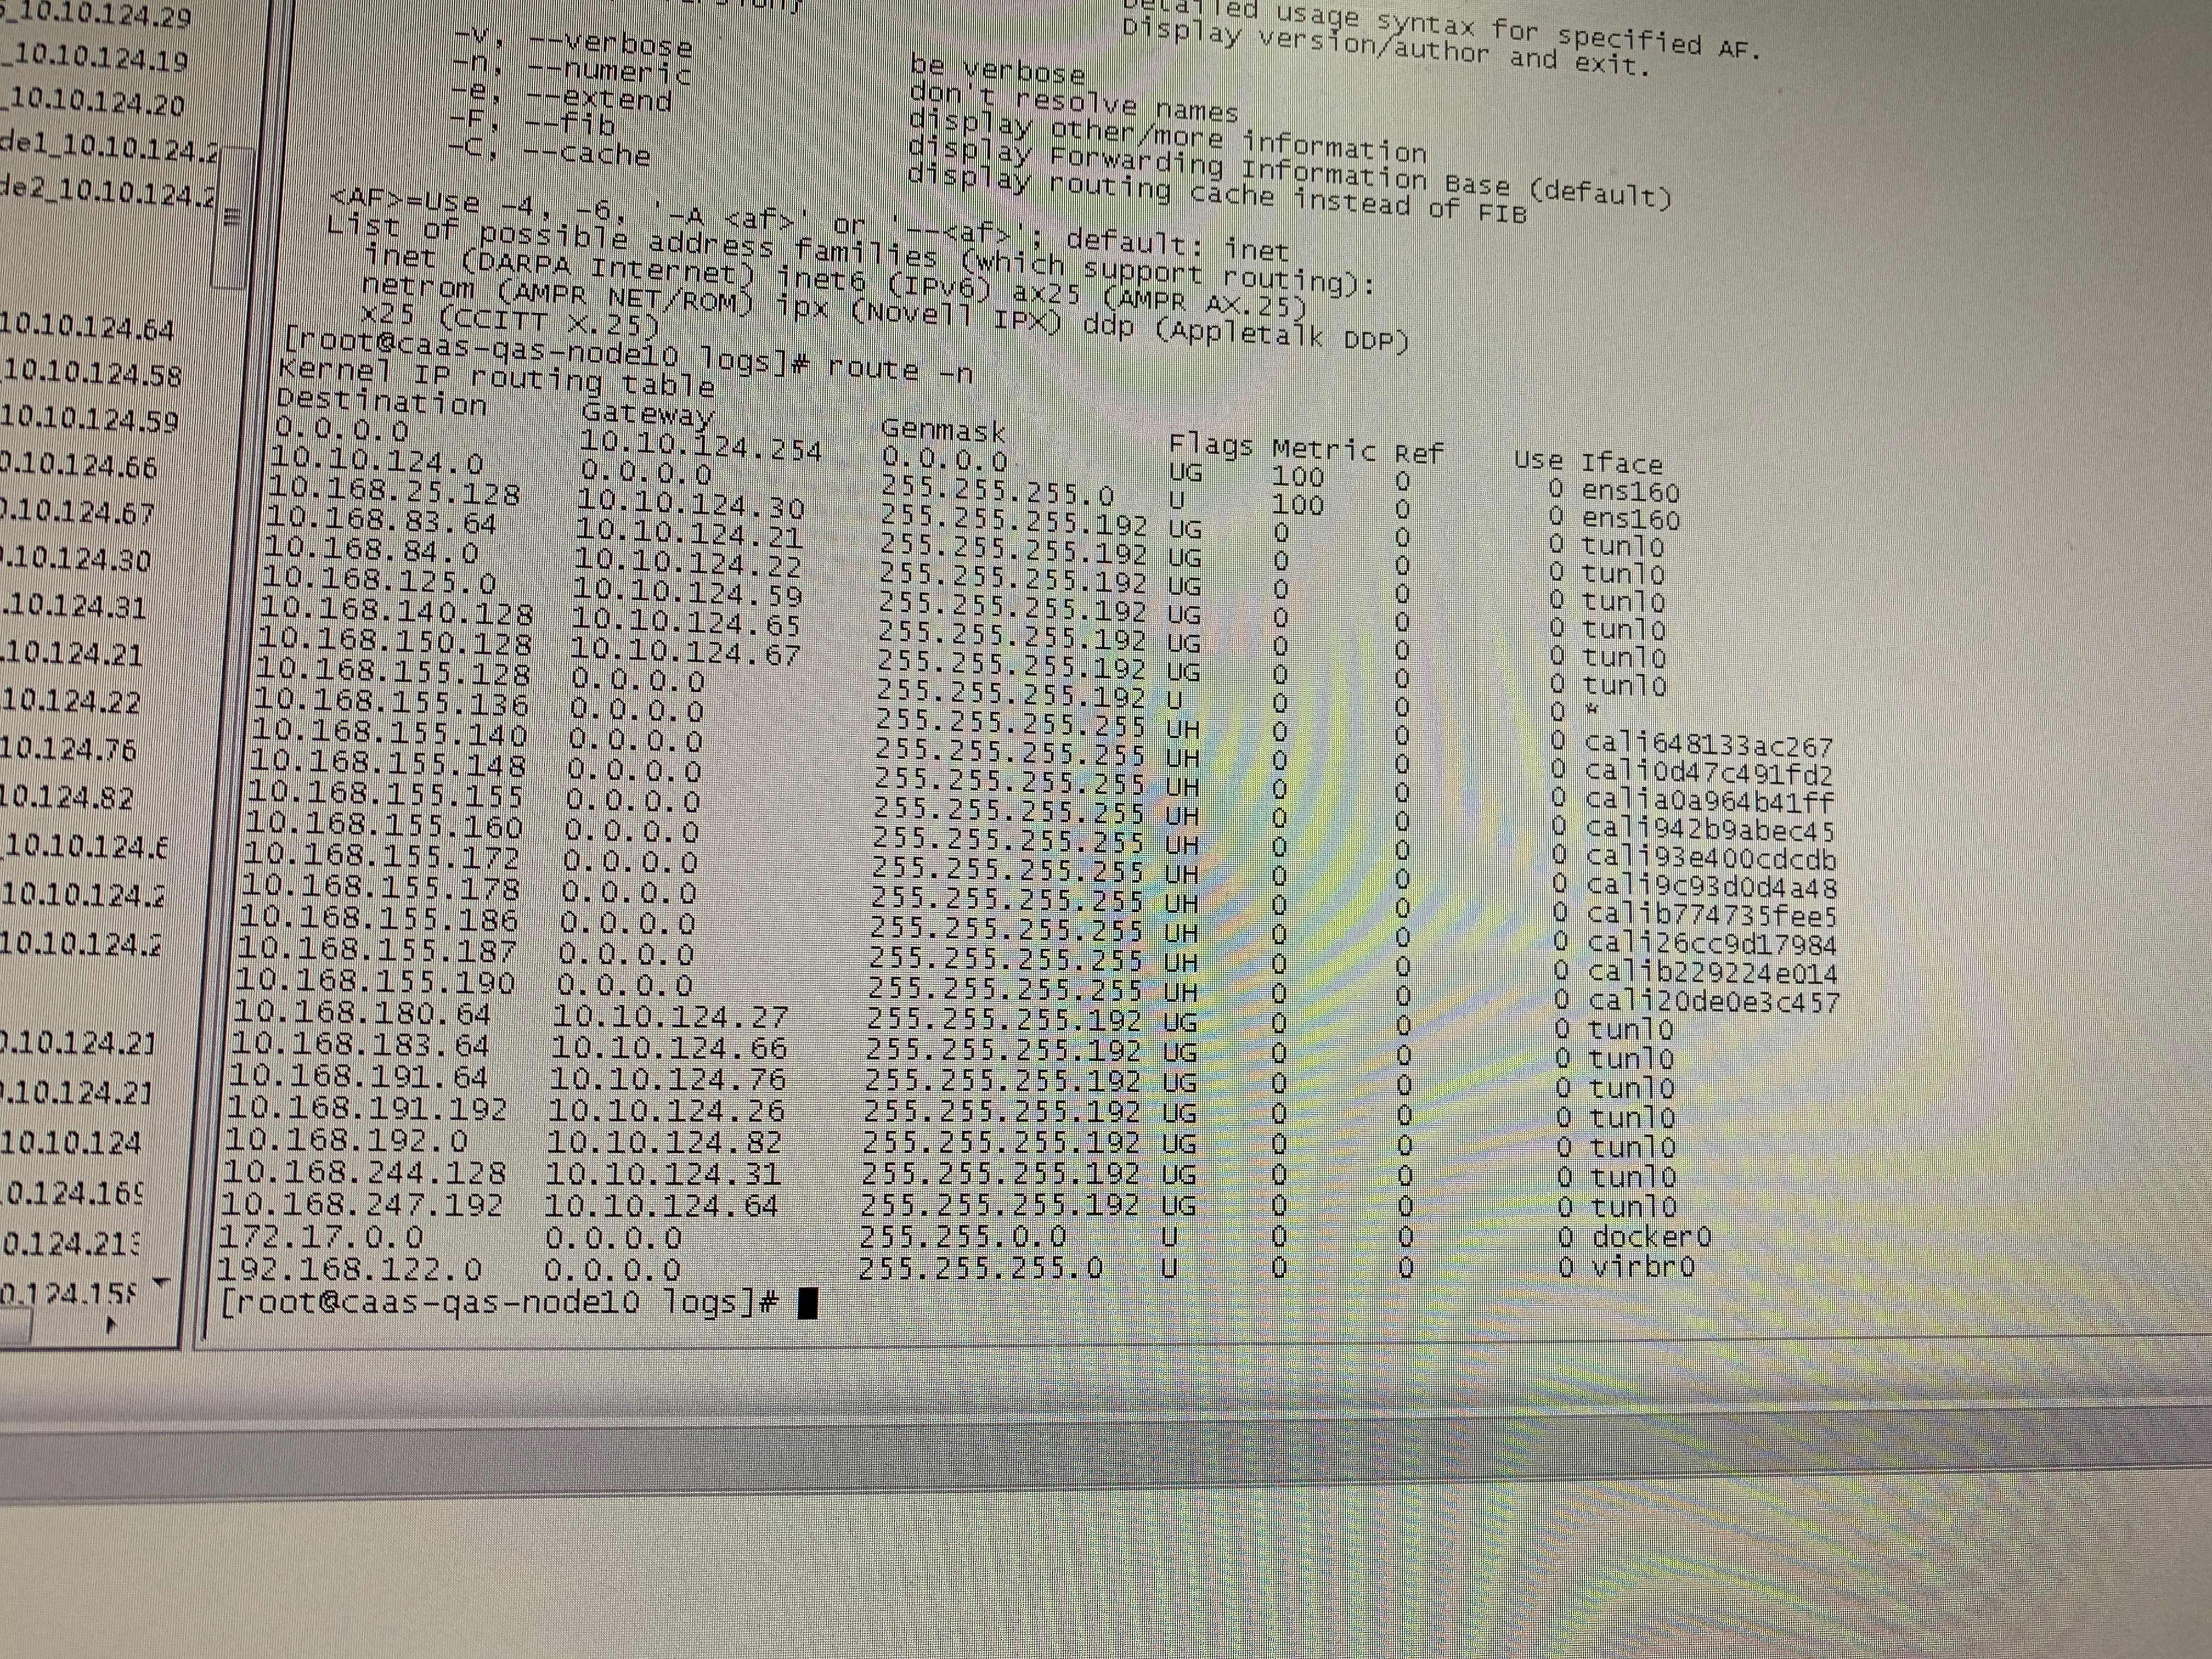 _10.10.124.29
_10.10.124.19
_10.10.124.20
de1_10.10.124.2
de2_10.10.124.2
10.10.124.64
10.10.124.58
10.10.124.59
0.10.124.66
0.10.124.67
.10.124.30
.10.124.31
.10.124.21
10.124.22
10.124.76
10.124.82
10.10.124.6
10.10.124.2
10.10.124.2
0.10.124.21
.10.124.21
10.10.124
0.124.169
0.124.213
0.124.158
Detailed usage syntax for specified AF.
Display version/author and exit.
-v, --verbose be verbose
-n, --numeric don't resolve names
-e, --extend display other/more information
-F, --fib display Forwarding Information Base (default)
-C, --cache display routing cache instead of FIB
<AF>=Use -4, -6, '-A <af>' or '--<af>'; default: inet
List of possible address families (which support routing):
inet (DARPA Internet) inet6 (IPv6) ax25 (AMPR AX.25)
netrom (AMPR NET/ROM) ipx (Novell IPX) ddp (Appletalk DDP)
x25 (CCITT X.25)
[root@caas-qas-node10 logs]# route -n
Kernel IP routing table
Destination Gateway Genmask Flags Metric Ref Use Iface
0.0.0.0 10.10.124.254 0.0.0.0 UG 100 0 0 ens160
10.10.124.0 0.0.0.0 255.255.255.0 U 100 0 0 ens160
10.168.25.128 10.10.124.30 255.255.255.192 UG 0 0 0 tunl0
10.168.83.64 10.10.124.21 255.255.255.192 UG 0 0 0 tunl0
10.168.84.0 10.10.124.22 255.255.255.192 UG 0 0 0 tunl0
10.168.125.0 10.10.124.59 255.255.255.192 UG 0 0 0 tunl0
10.168.140.128 10.10.124.65 255.255.255.192 UG 0 0 0 tunl0
10.168.150.128 10.10.124.67 255.255.255.192 UG 0 0 0 tunl0
10.168.155.128 0.0.0.0 255.255.255.192 U 0 0 0 *
10.168.155.136 0.0.0.0 255.255.255.255 UH 0 0 0 cali648133ac267
10.168.155.140 0.0.0.0 255.255.255.255 UH 0 0 0 cali0d47c491fd2
10.168.155.148 0.0.0.0 255.255.255.255 UH 0 0 0 calia0a964b41ff
10.168.155.155 0.0.0.0 255.255.255.255 UH 0 0 0 cali942b9abec45
10.168.155.160 0.0.0.0 255.255.255.255 UH 0 0 0 cali93e400cdcdb
10.168.155.172 0.0.0.0 255.255.255.255 UH 0 0 0 cali9c93d0d4a48
10.168.155.178 0.0.0.0 255.255.255.255 UH 0 0 0 calib774735fee5
10.168.155.186 0.0.0.0 255.255.255.255 UH 0 0 0 cali26cc9d17984
10.168.155.187 0.0.0.0 255.255.255.255 UH 0 0 0 calib229224e014
10.168.155.190 0.0.0.0 255.255.255.255 UH 0 0 0 cali20de0e3c457
10.168.180.64 10.10.124.27 255.255.255.192 UG 0 0 0 tunl0
10.168.183.64 10.10.124.66 255.255.255.192 UG 0 0 0 tunl0
10.168.191.64 10.10.124.76 255.255.255.192 UG 0 0 0 tunl0
10.168.191.192 10.10.124.26 255.255.255.192 UG 0 0 0 tunl0
10.168.192.0 10.10.124.82 255.255.255.192 UG 0 0 0 tunl0
10.168.244.128 10.10.124.31 255.255.255.192 UG 0 0 0 tunl0
10.168.247.192 10.10.124.64 255.255.255.192 UG 0 0 0 tunl0
172.17.0.0 0.0.0.0 255.255.0.0 U 0 0 0 docker0
192.168.122.0 0.0.0.0 255.255.255.0 U 0 0 0 virbr0
[root@caas-qas-node10 logs]#